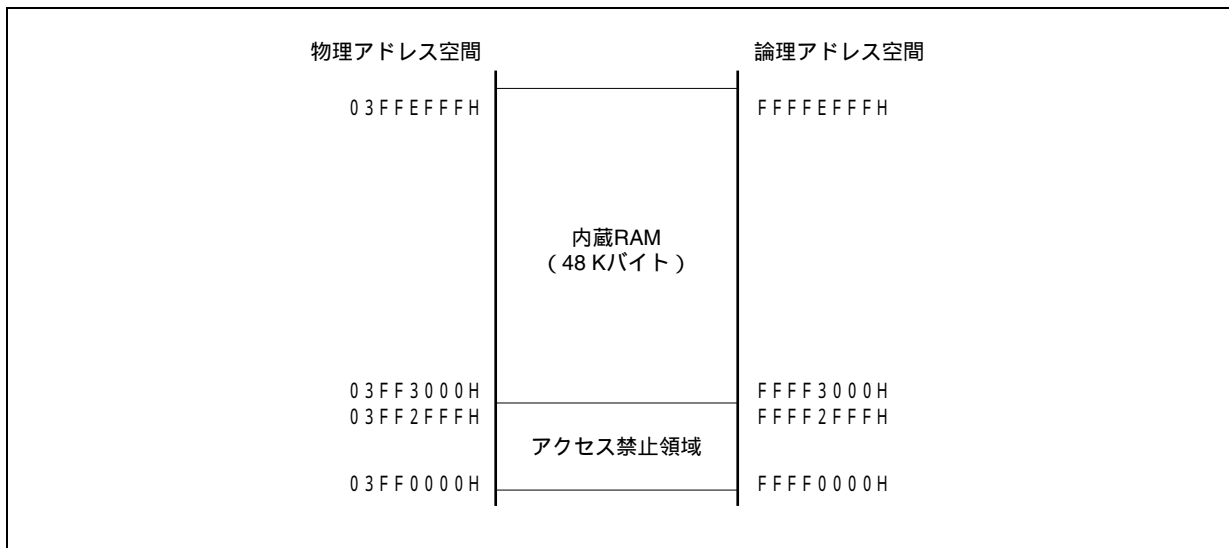 物理アドレス空間 論理アドレス空間
03FFEFFFH FFFFEFFFH
内蔵RAM
（48 Kバイト）
03FF3000H FFFF3000H
03FF2FFFH FFFF2FFFH
アクセス禁止領域
03FF0000H FFFF0000H